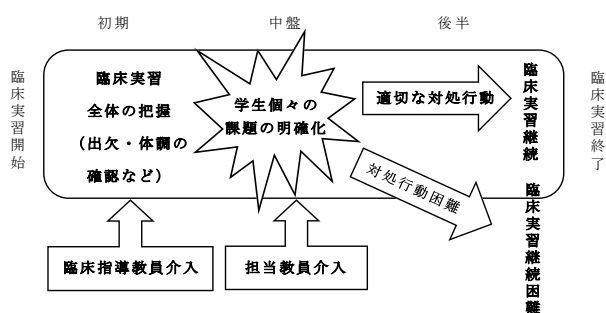 初期
中盤
後半
臨床実習開始
臨床実習
全体の把握
（出欠・体調の
確認など）
学生個々の
課題の明確化
適切な対処行動
対処行動困難
臨床実習継続
臨床実習継続困難
臨床実習終了
臨床指導教員介入
担当教員介入